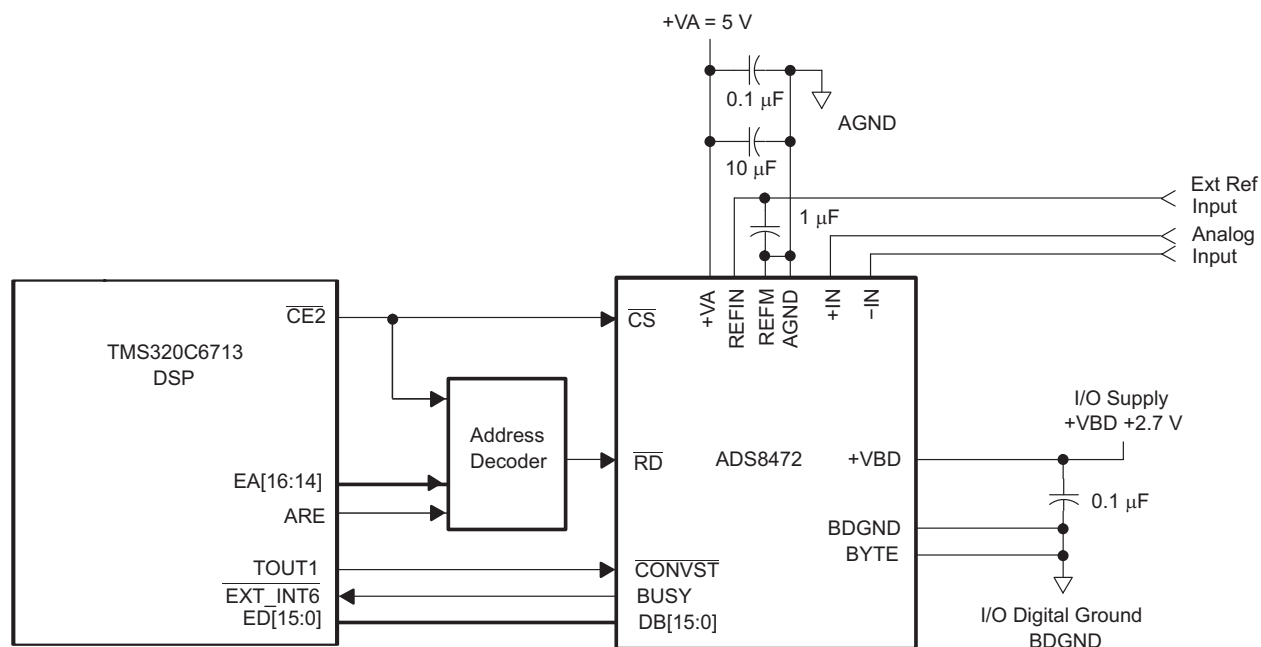 +VA = 5 V
0.1 µF
AGND
10 µF
Ext Ref
Input
1 µF
Analog
Input
+VA
REFIN
REFM
AGND
+IN
−IN
CE2
CS
TMS320C6713
DSP
Address
Decoder
I/O Supply
+VBD +2.7 V
RD
ADS8472
+VBD
EA[16:14]
ARE
0.1 µF
BDGND
BYTE
TOUT1
CONVST
EXT_INT6
BUSY
ED[15:0]
DB[15:0]
I/O Digital Ground
BDGND